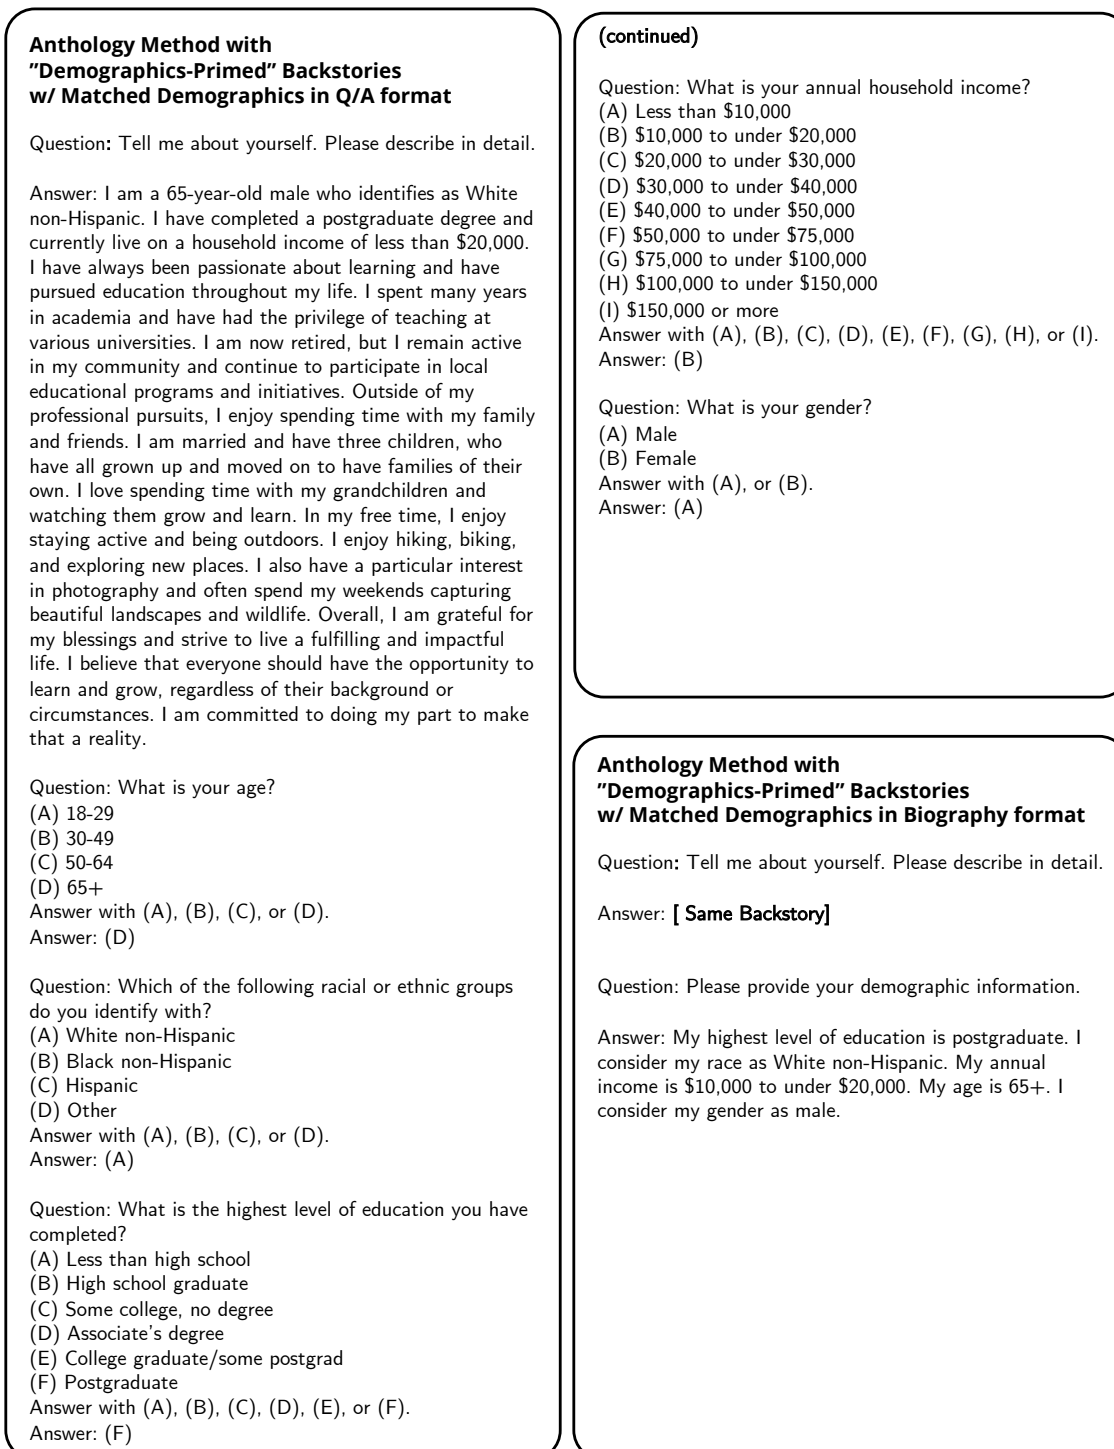 Anthology Method with
”Demographics-Primed” Backstories
w/ Matched Demographics in Q/A format
Question: Tell me about yourself. Please describe in detail.
Answer: I am a 65-year-old male who identifies as White
non-Hispanic. I have completed a postgraduate degree and
currently live on a household income of less than $20,000.
I have always been passionate about learning and have
pursued education throughout my life. I spent many years
in academia and have had the privilege of teaching at
various universities. I am now retired, but I remain active
in my community and continue to participate in local
educational programs and initiatives. Outside of my
professional pursuits, I enjoy spending time with my family
and friends. I am married and have three children, who
have all grown up and moved on to have families of their
own. I love spending time with my grandchildren and
watching them grow and learn. In my free time, I enjoy
staying active and being outdoors. I enjoy hiking, biking,
and exploring new places. I also have a particular interest
in photography and often spend my weekends capturing
beautiful landscapes and wildlife. Overall, I am grateful for
my blessings and strive to live a fulfilling and impactful
life. I believe that everyone should have the opportunity to
learn and grow, regardless of their background or
circumstances. I am committed to doing my part to make
that a reality.
Question: What is your age?
(A) 18-29
(B) 30-49
(C) 50-64
(D) 65+
Answer with (A), (B), (C), or (D).
Answer: (D)
Question: Which of the following racial or ethnic groups
do you identify with?
(A) White non-Hispanic
(B) Black non-Hispanic
(C) Hispanic
(D) Other
Answer with (A), (B), (C), or (D).
Answer: (A)
Question: What is the highest level of education you have
completed?
(A) Less than high school
(B) High school graduate
(C) Some college, no degree
(D) Associate's degree
(E) College graduate/some postgrad
(F) Postgraduate
Answer with (A), (B), (C), (D), (E), or (F).
Answer: (F)
(continued)
Question: What is your annual household income?
(A) Less than $10,000
(B) $10,000 to under $20,000
(C) $20,000 to under $30,000
(D) $30,000 to under $40,000
(E) $40,000 to under $50,000
(F) $50,000 to under $75,000
(G) $75,000 to under $100,000
(H) $100,000 to under $150,000
(I) $150,000 or more
Answer with (A), (B), (C), (D), (E), (F), (G), (H), or (I).
Answer: (B)
Question: What is your gender?
(A) Male
(B) Female
Answer with (A), or (B).
Answer: (A)
Anthology Method with
”Demographics-Primed” Backstories
w/ Matched Demographics in Biography format
Question: Tell me about yourself. Please describe in detail.
Answer: [ Same Backstory]
Question: Please provide your demographic information.
Answer: My highest level of education is postgraduate. I
consider my race as White non-Hispanic. My annual
income is $10,000 to under $20,000. My age is 65+. I
consider my gender as male.